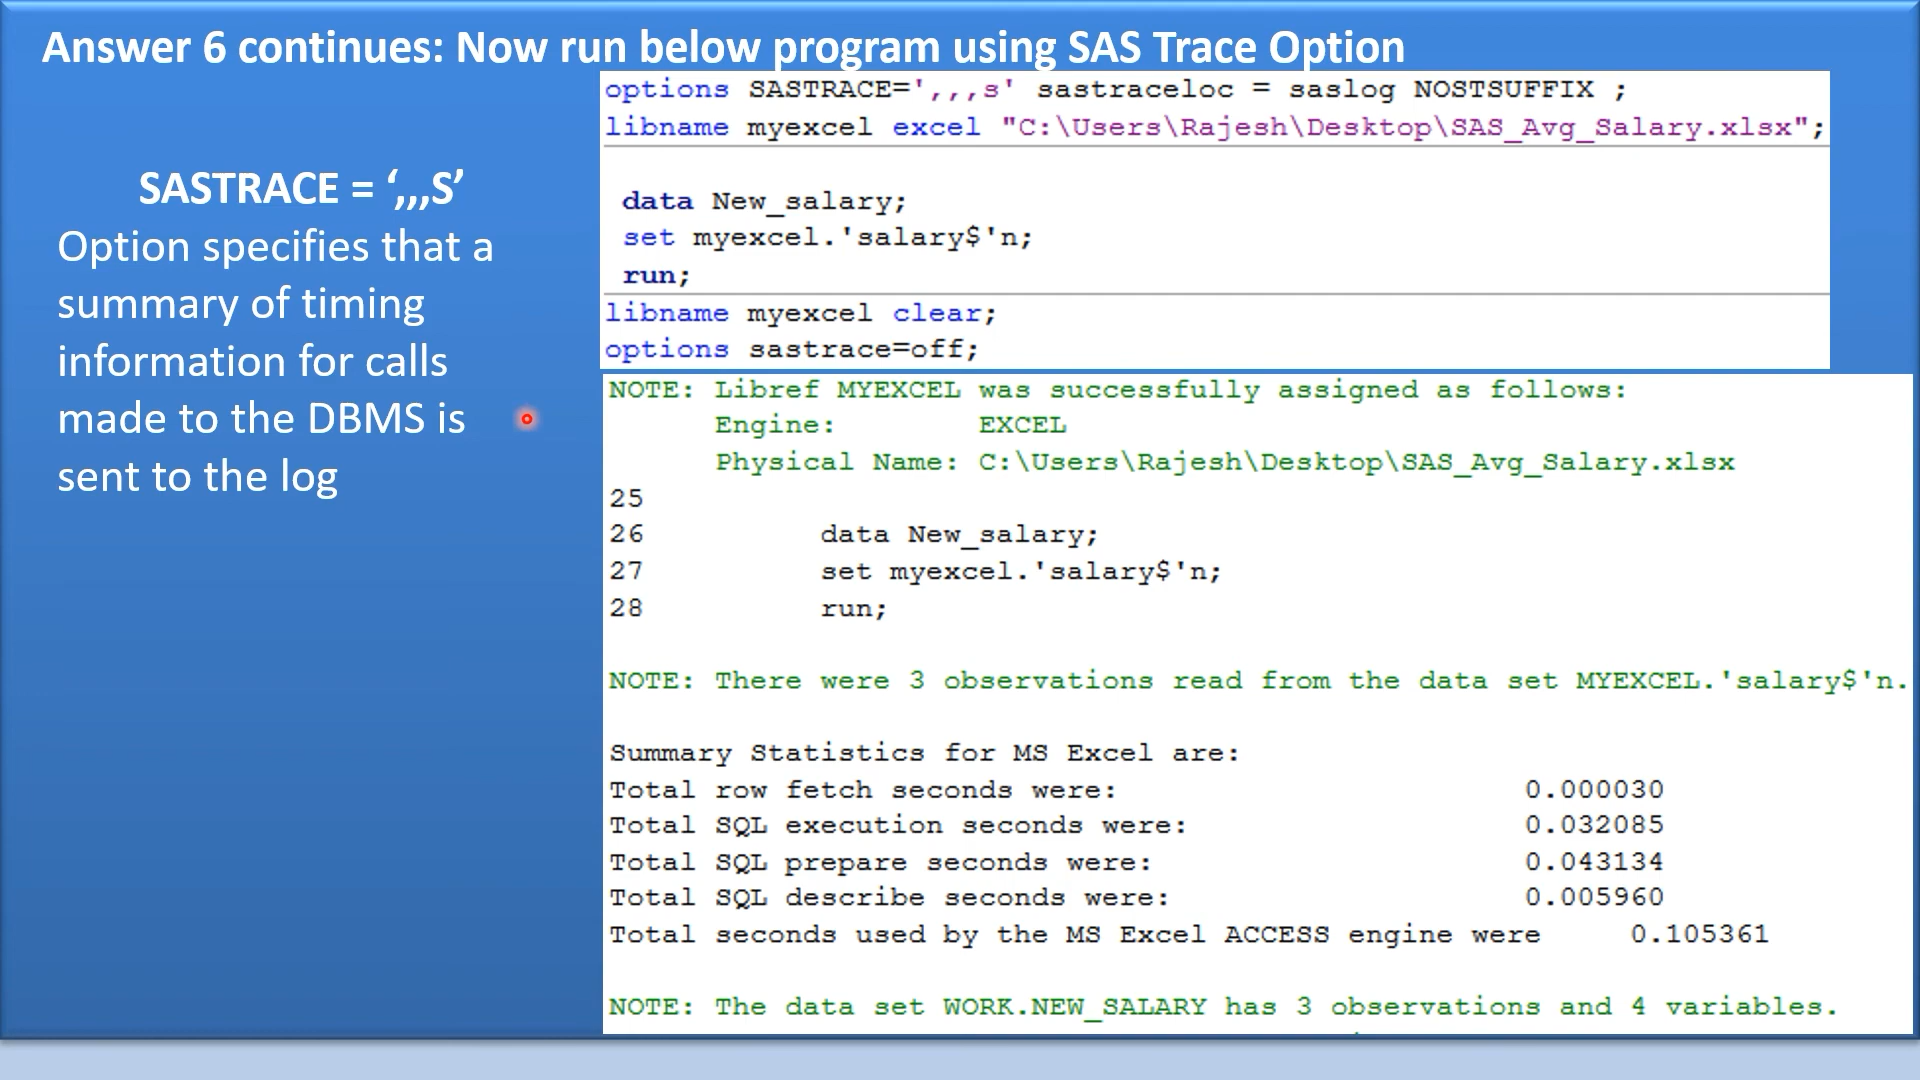 Answer 6 continues: Now run below program using SAS Trace Option
SASTRACE = ‘,,,S’
Option specifies that a
summary of timing
information for calls
made to the DBMS is
sent to the log
options SASTRACE=',,,s' sastraceloc = saslog NOSTSUFFIX ;
libname myexcel excel "C:\Users\Rajesh\Desktop\SAS_Avg_Salary.xlsx";
data New_salary;
set myexcel.'salary$'n;
run;
libname myexcel clear;
options sastrace=off;
NOTE: Libref MYEXCEL was successfully assigned as follows:
Engine: EXCEL
Physical Name: C:\Users\Rajesh\Desktop\SAS_Avg_Salary.xlsx
25
26 data New_salary;
27 set myexcel.'salary$'n;
28 run;
NOTE: There were 3 observations read from the data set MYEXCEL.'salary$'n.
Summary Statistics for MS Excel are:
Total row fetch seconds were: 0.000030
Total SQL execution seconds were: 0.032085
Total SQL prepare seconds were: 0.043134
Total SQL describe seconds were: 0.005960
Total seconds used by the MS Excel ACCESS engine were 0.105361
NOTE: The data set WORK.NEW_SALARY has 3 observations and 4 variables.